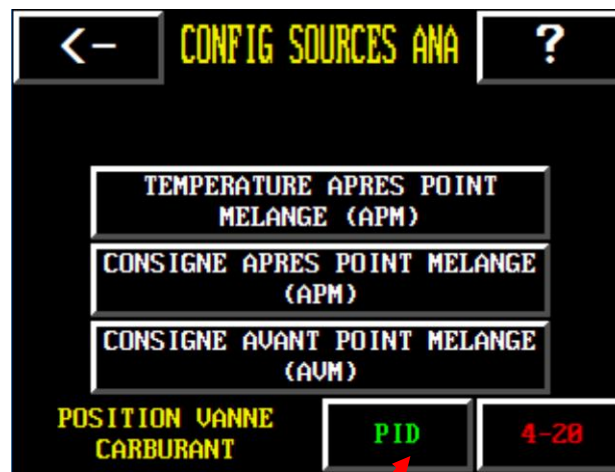 <- CONFIG SOURCES ANA ?
TEMPERATURE APRES POINT
MELANGE (APM)
CONSIGNE APRES POINT MELANGE
(APM)
CONSIGNE AVANT POINT MELANGE
(AVM)
POSITION VANNE
CARBURANT
PID
4-20